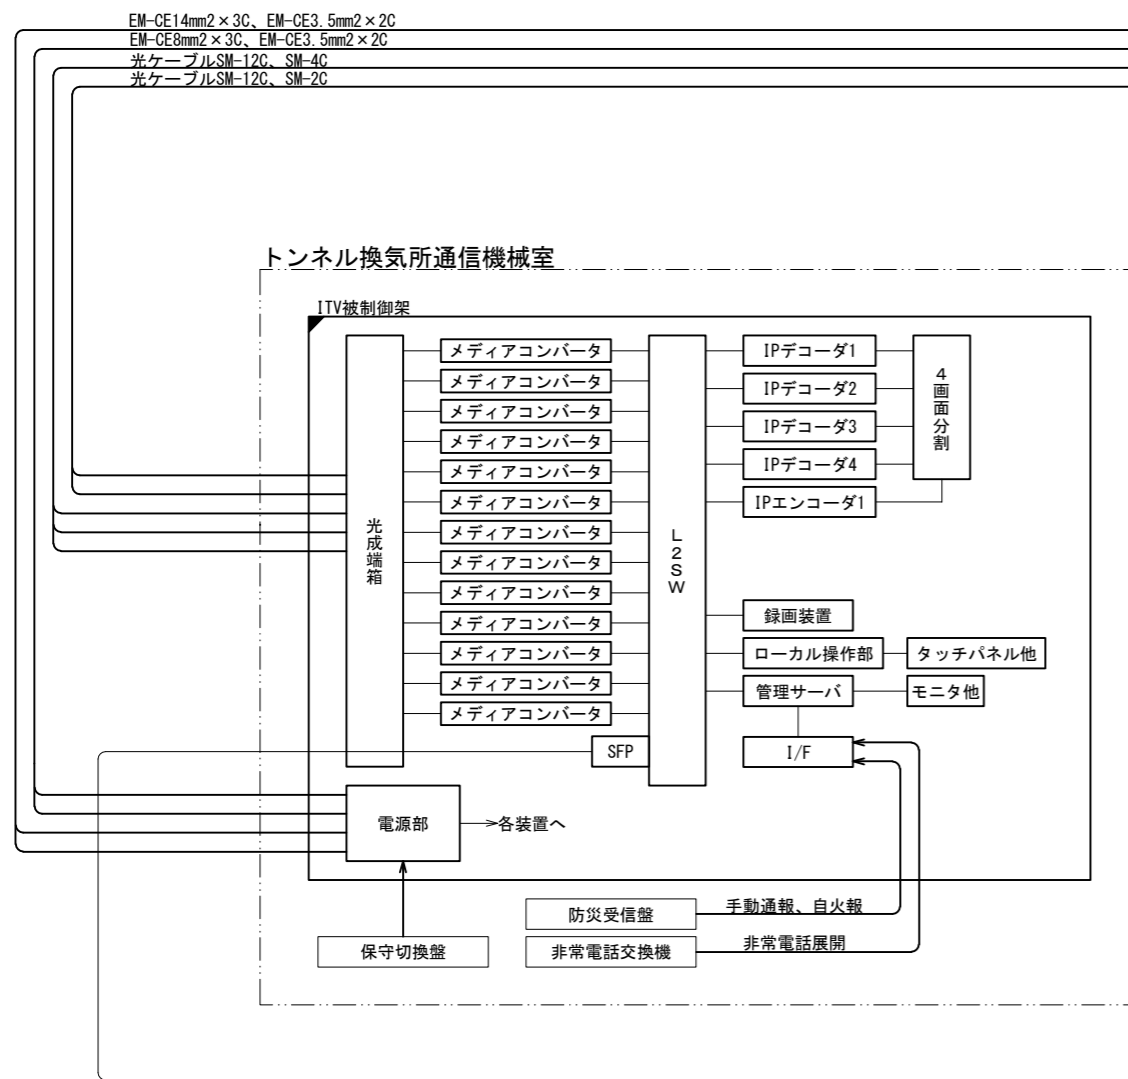 EM-CE14mm2×3C、EM-CE3.5mm2×2C
EM-CE8mm2×3C、EM-CE3.5mm2×2C
光ケーブルSM-12C、SM-4C
光ケーブルSM-12C、SM-2C
トンネル換気所通信機械室
ITV被制御架
光成端箱
メディアコンバータ
メディアコンバータ
メディアコンバータ
メディアコンバータ
メディアコンバータ
メディアコンバータ
メディアコンバータ
メディアコンバータ
メディアコンバータ
メディアコンバータ
メディアコンバータ
メディアコンバータ
メディアコンバータ
SFP
L2SW
IPデコーダ1
IPデコーダ2
IPデコーダ3
IPデコーダ4
IPエンコーダ1
4画面分割
録画装置
ローカル操作部
タッチパネル他
管理サーバ
モニタ他
I/F
電源部
各装置へ
防災受信盤
手動通報、自火報
保守切換盤
非常電話交換機
非常電話展開